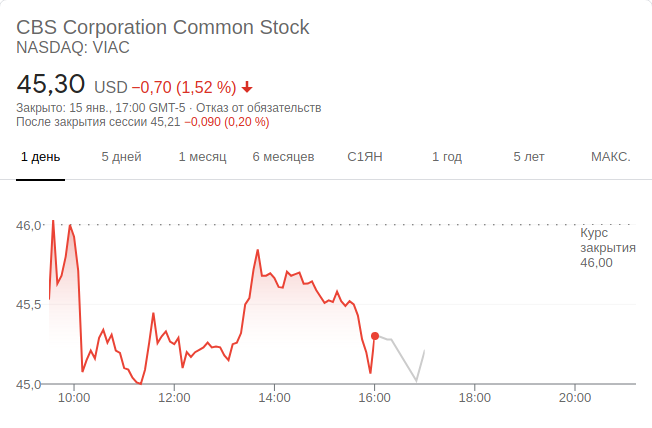 CBS Corporation Common Stock
NASDAQ: VIAC
45,30 USD −0,70 (1,52 %)
Закрыто: 15 янв., 17:00 GMT-5 · Отказ от обязательств
После закрытия сессии 45,21 −0,090 (0,20 %)
1 день 5 дней 1 месяц 6 месяцев С1ЯН 1 год 5 лет МАКС.
46,0
Курс
закрытия
46,00
45,5
45,0
10:00 12:00 14:00 16:00 18:00 20:00